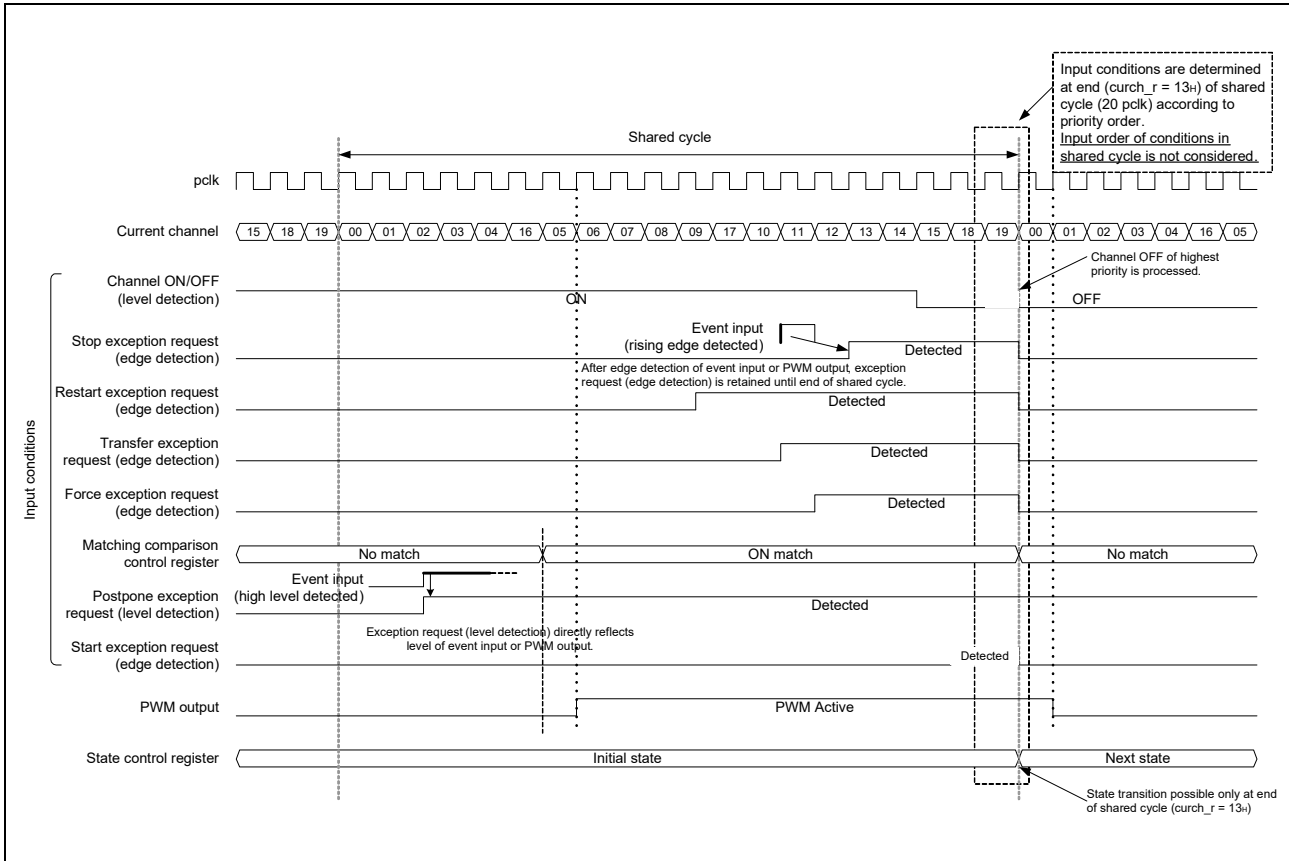 Input conditions are determined
at end (curch_r = 13H) of shared
cycle (20 pclk) according to
priority order.
Input order of conditions in
shared cycle is not considered.
Shared cycle
pclk
Current channel
15 18 19 00 01 02 03 04 16 05 06 07 08 09 17 10 11 12 13 14 15 18 19 00 01 02 03 04 16 05
Channel OFF of highest
priority is processed.
Channel ON/OFF
(level detection)
ON
OFF
Event input
(rising edge detected)
Stop exception request
(edge detection)
Detected
After edge detection of event input or PWM output, exception
request (edge detection) is retained until end of shared cycle.
Restart exception request
(edge detection)
Detected
Transfer exception
request (edge detection)
Detected
Force exception request
(edge detection)
Detected
Input conditions
Matching comparison
control register
No match
ON match
No match
Event input
(high level detected)
Postpone exception
request (level detection)
Detected
Exception request (level detection) directly reflects
level of event input or PWM output.
Start exception request
(edge detection)
Detected
PWM output
PWM Active
State control register
Initial state
Next state
State transition possible only at end
of shared cycle (curch_r = 13H)